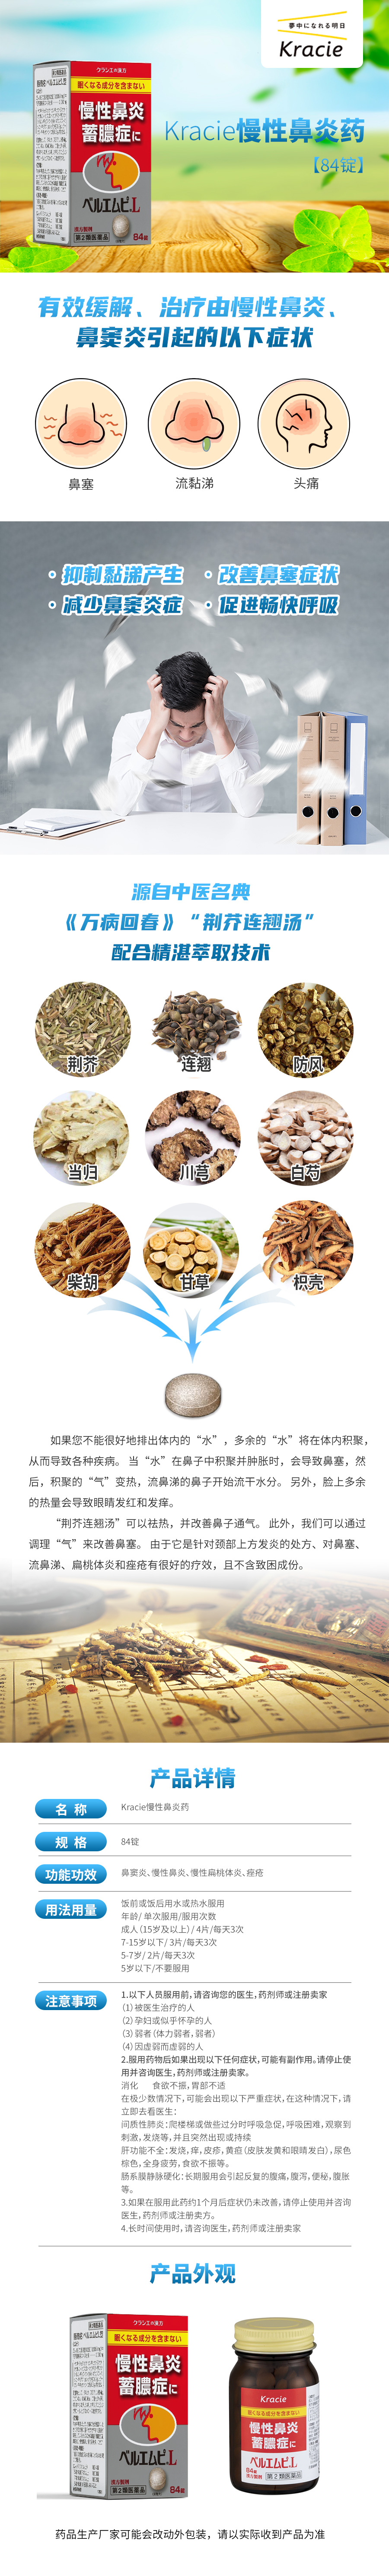 夢中になれる明日
Kracie
クラシエの漢方
眠くなる成分を含まない
慢性鼻炎
蓄膿症に
ベルエムピL
漢方製剤
第2類医薬品
84錠
Kracie慢性鼻炎药
【84锭】
有效缓解、治疗由慢性鼻炎、
鼻窦炎引起的以下症状
鼻塞
流黏涕
头痛
· 抑制黏涕产生
· 改善鼻塞症状
· 减少鼻窦炎症
· 促进畅快呼吸
源自中医名典
《万病回春》“荆芥连翘汤”
配合精湛萃取技术
荆芥
连翘
防风
当归
川芎
白芍
柴胡
甘草
枳壳
如果您不能很好地排出体内的“水”，多余的“水”将在体内积聚，
从而导致各种疾病。 当“水”在鼻子中积聚并肿胀时，会导致鼻塞，然
后，积聚的“气”变热，流鼻涕的鼻子开始流干水分。 另外，脸上多余
的热量会导致眼睛发红和发痒。
“荆芥连翘汤”可以祛热，并改善鼻子通气。 此外，我们可以通过
调理“气”来改善鼻塞。 由于它是针对颈部上方发炎的处方、对鼻塞、
流鼻涕、扁桃体炎和痤疮有很好的疗效，且不含致困成份。
产品详情
名 称
Kracie慢性鼻炎药
规 格
84锭
功能功效
鼻窦炎、慢性鼻炎、慢性扁桃体炎、痤疮
用法用量
饭前或饭后用水或热水服用
年龄/ 单次服用/服用次数
成人（15岁及以上）/ 4片/每天3次
7-15岁以下/ 3片/每天3次
5-7岁/ 2片/每天3次
5岁以下/不要服用
注意事项
1.以下人员服用前，请咨询您的医生，药剂师或注册卖家
（1）被医生治疗的人
（2）孕妇或似乎怀孕的人
（3）弱者（体力弱者，弱者）
（4）因虚弱而虚弱的人
2.服用药物后如果出现以下任何症状，可能有副作用。请停止使
用并咨询医生，药剂师或注册卖家。
消化 食欲不振，胃部不适
在极少数情况下，可能会出现以下严重症状，在这种情况下，请
立即去看医生：
间质性肺炎：爬楼梯或做些过分时呼吸急促，呼吸困难，观察到
刺激，发烧等，并且突然出现或持续
肝功能不全：发烧，痒，皮疹，黄疸（皮肤发黄和眼睛发白），尿色
棕色，全身疲劳，食欲不振等。
肠系膜静脉硬化：长期服用会引起反复的腹痛，腹泻，便秘，腹胀
等。
3.如果在服用此药约1个月后症状仍未改善，请停止使用并咨询
医生，药剂师或注册卖方。
4.长时间使用时，请咨询医生，药剂师或注册卖家
产品外观
クラシエの漢方
眠くなる成分を含まない
慢性鼻炎
蓄膿症に
ベルエムピL
漢方製剤
第2類医薬品
84錠
Kracie
眠くなる成分を含まない
慢性鼻炎
蓄膿症に
ベルエムピL
84錠
漢方製剤
第2類医薬品
药品生产厂家可能会改动外包装，请以实际收到产品为准